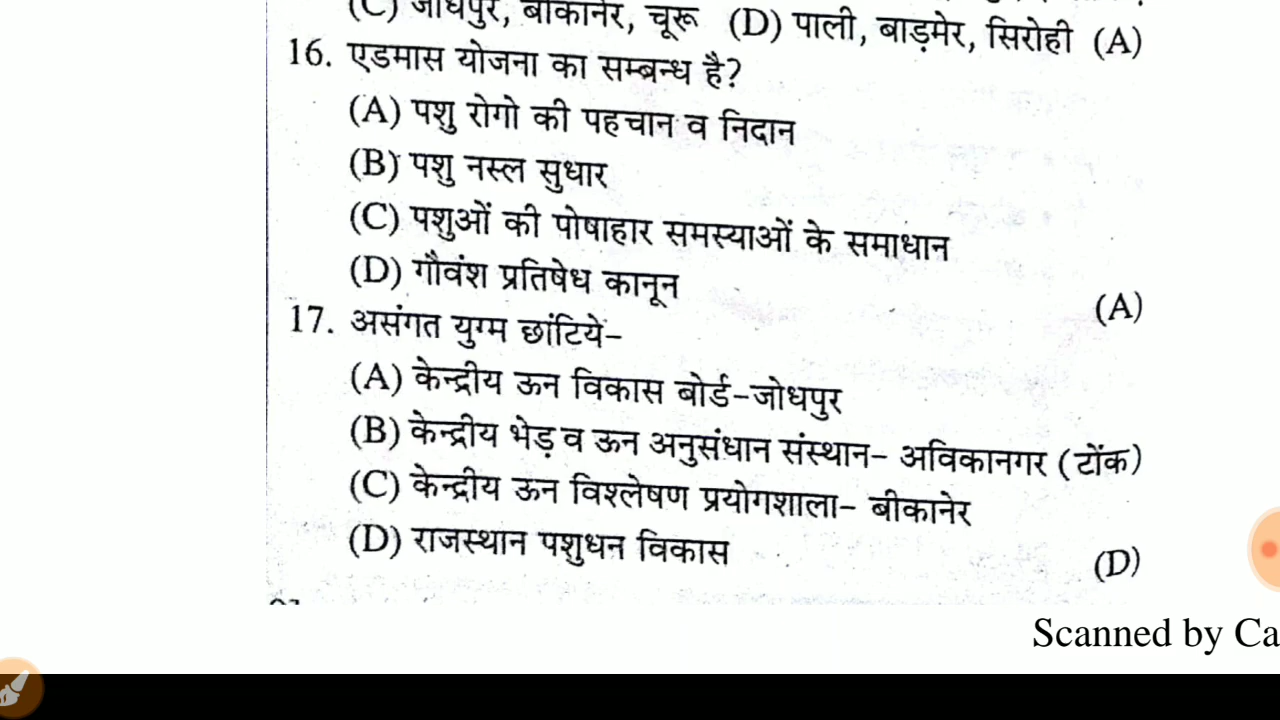 (C) जोधपुर, बीकानेर, चूरू (D) पाली, बाड़मेर, सिरोही (A)
16. एडमास योजना का सम्बन्ध है?
(A) पशु रोगो की पहचान व निदान
(B) पशु नस्ल सुधार
(C) पशुओं की पोषाहार समस्याओं के समाधान
(D) गौवंश प्रतिषेध कानून
(A)
17. असंगत युग्म छांटिये-
(A) केन्द्रीय ऊन विकास बोर्ड-जोधपुर
(B) केन्द्रीय भेड़ व ऊन अनुसंधान संस्थान- अविकानगर (टोंक)
(C) केन्द्रीय ऊन विश्लेषण प्रयोगशाला- बीकानेर
(D) राजस्थान पशुधन विकास
(D)
Scanned by Ca